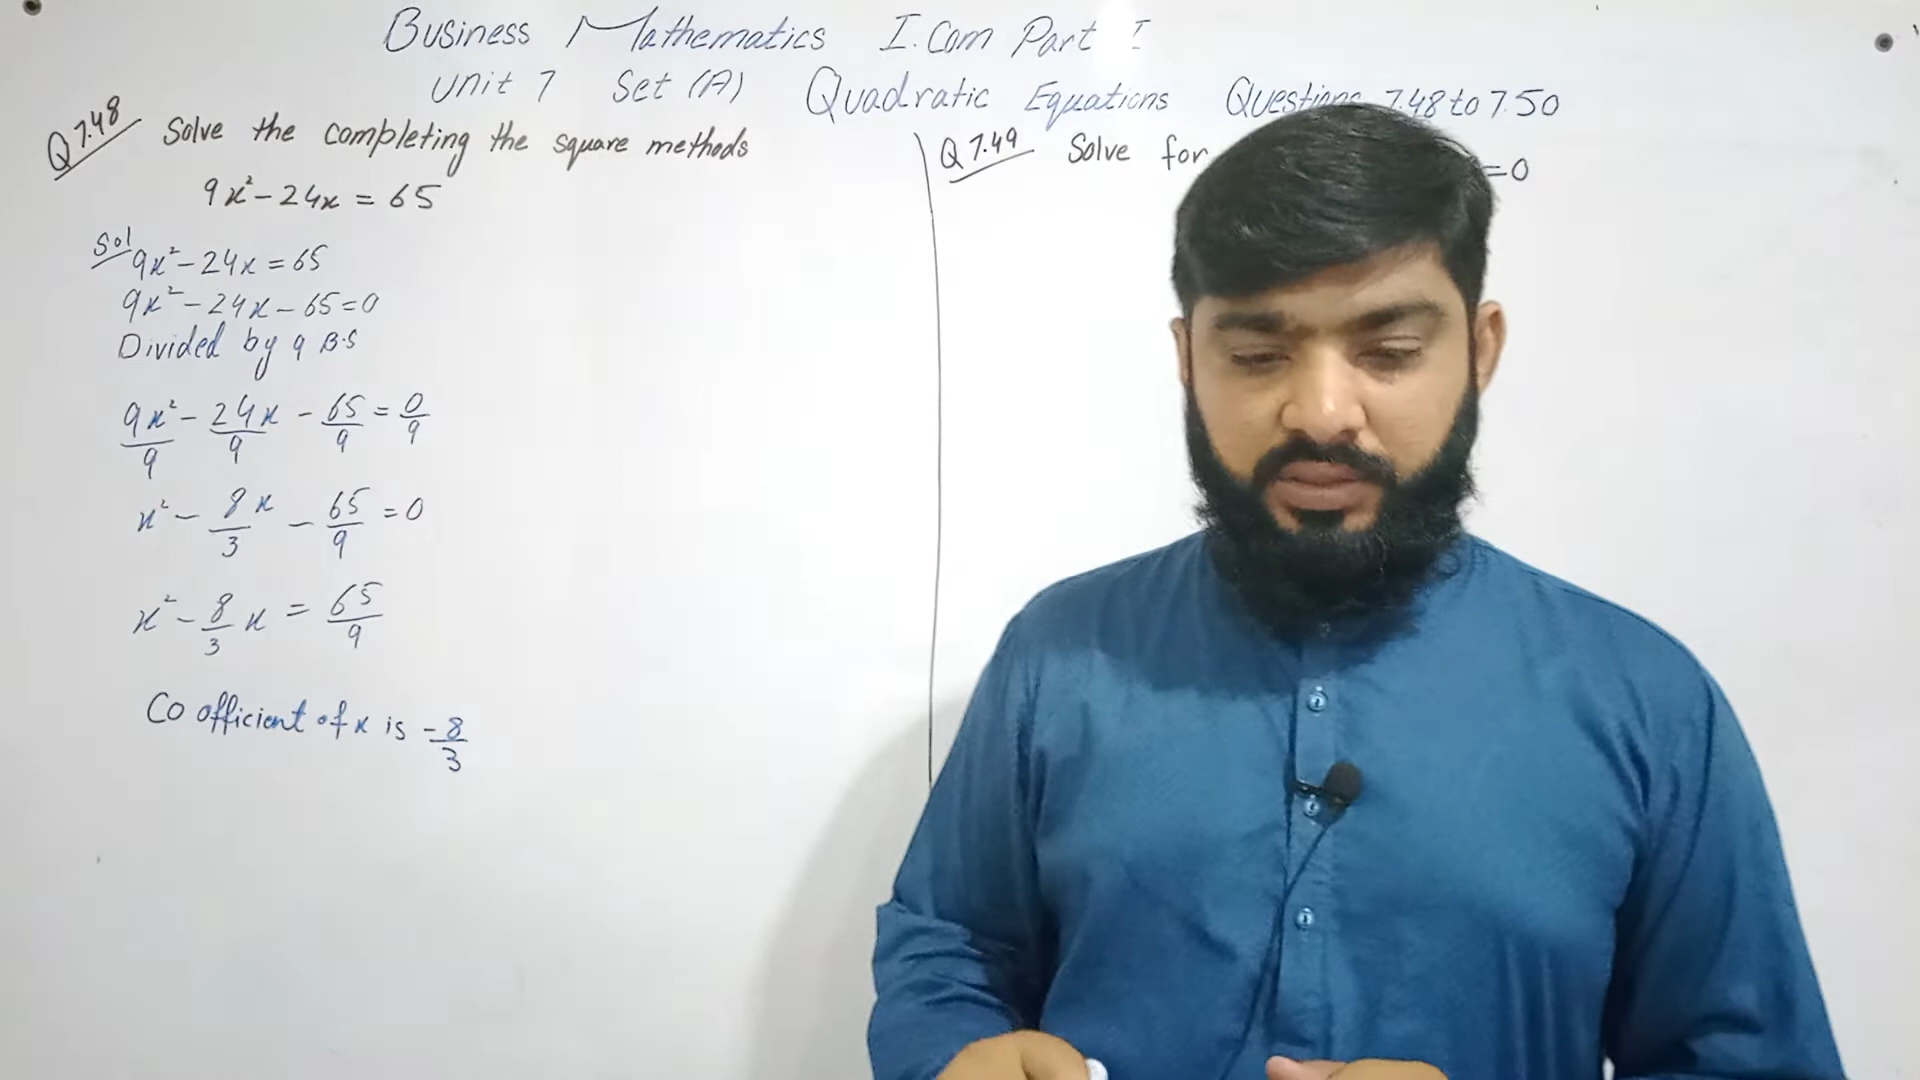 Business Mathematics I.Com Part I
Unit 7 Set (A) Quadratic Equations Questions 7.48 to 7.50
Q 7.48 Solve the completing the square methods
9x² - 24x = 65
Sol
9x² - 24x = 65
9x² - 24x - 65 = 0
Divided by 9 B.S
9x²/9 - 24x/9 - 65/9 = 0/9
x² - 8x/3 - 65/9 = 0
x² - 8/3 x = 65/9
Co officient of x is -8/3
Q 7.49 Solve for
=0